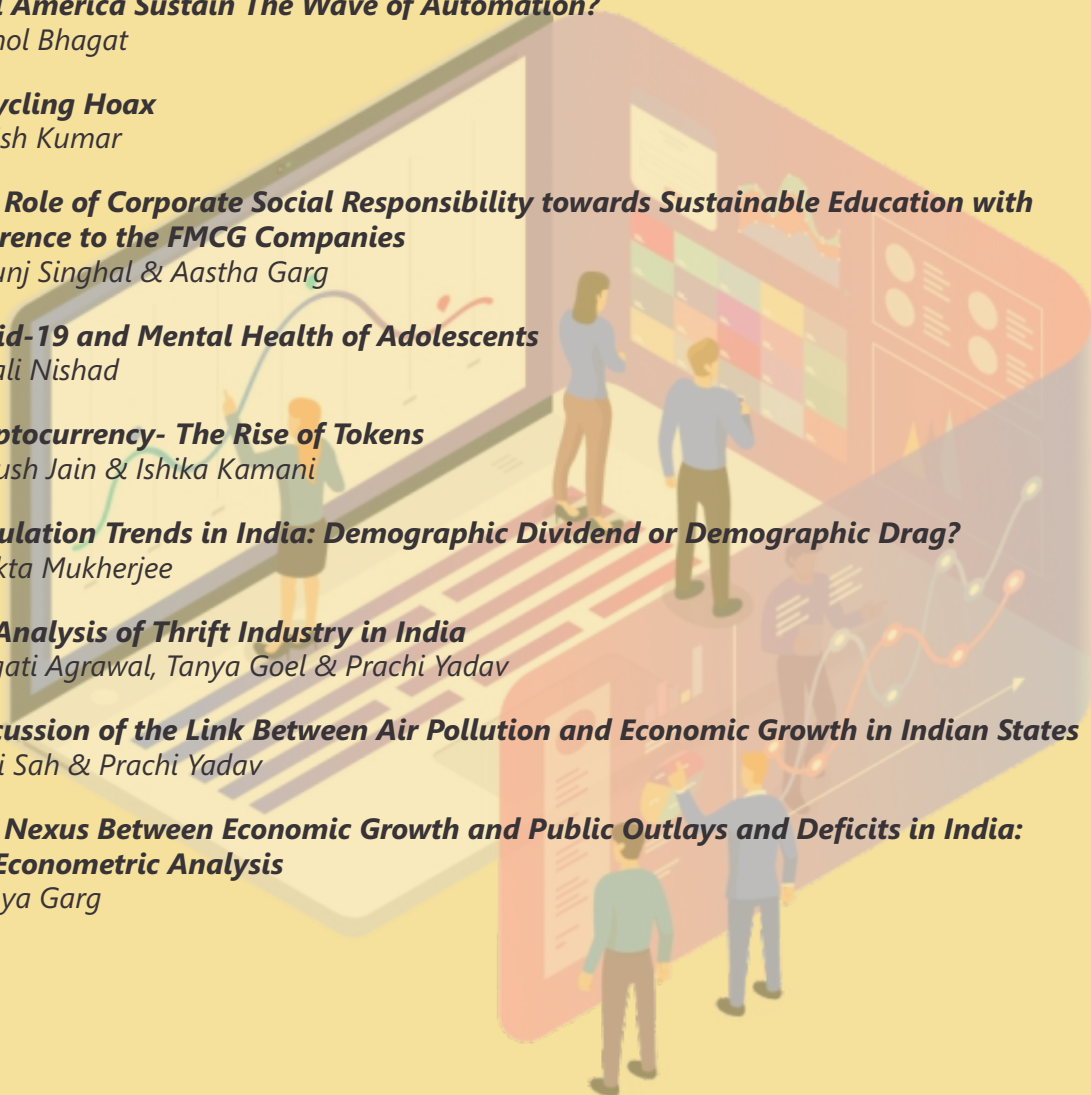 America Sustain The Wave of Automation?
Bhagat
Hoax
Kumar
Role of Corporate Social Responsibility towards Sustainable Education with
to the FMCG Companies
Singhal & Aastha Garg
and Mental Health of Adolescents
Nishad
The Rise of Tokens
Jain & Ishika Kamani
Trends in India: Demographic Dividend or Demographic Drag?
Mukherjee
Analysis of Thrift Industry in India
Agrawal, Tanya Goel & Prachi Yadav
of the Link Between Air Pollution and Economic Growth in Indian States
Sah & Prachi Yadav
Nexus Between Economic Growth and Public Outlays and Deficits in India:
Econometric Analysis
Garg